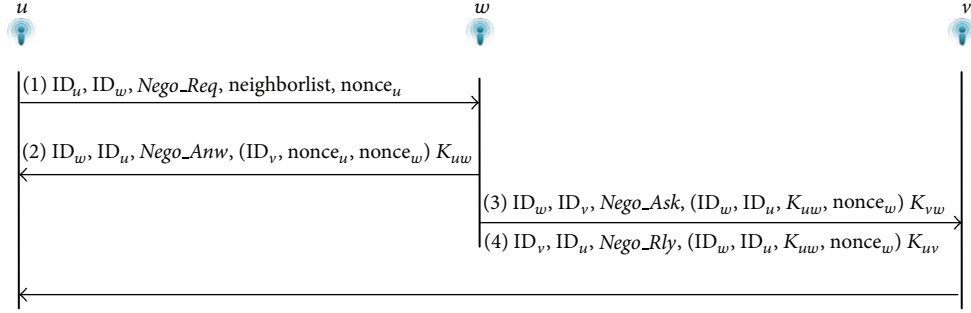 u w v
(1) ID_u, ID_w, Nego_Req, neighborlist, nonce_u
(2) ID_w, ID_u, Nego_Anw, (ID_v, nonce_u, nonce_w) K_uw
(3) ID_w, ID_v, Nego_Ask, (ID_w, ID_u, K_uw, nonce_w) K_vw
(4) ID_v, ID_u, Nego_Rly, (ID_w, ID_u, K_uw, nonce_w) K_uv